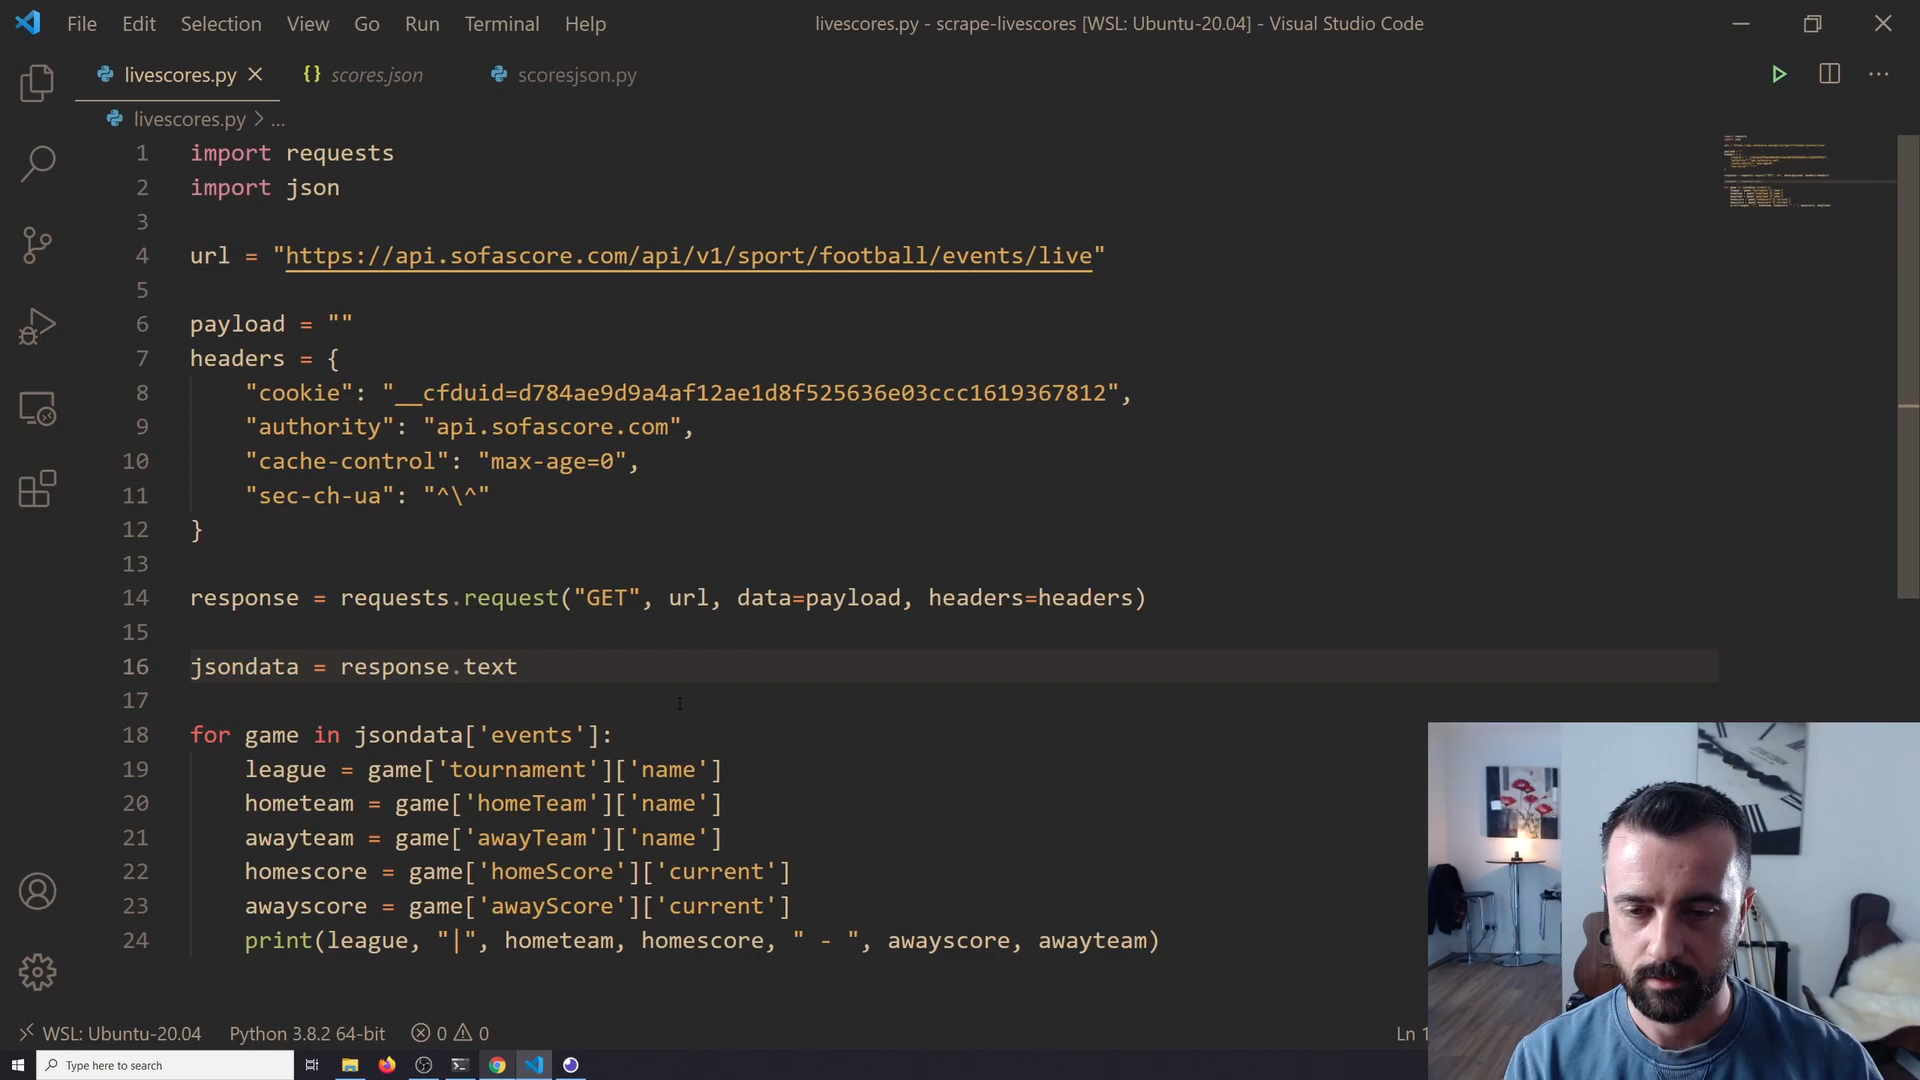 File Edit Selection View Go Run Terminal Help
livescores.py - scrape-livescores [WSL: Ubuntu-20.04] - Visual Studio Code
livescores.py
{} scores.json
scoresjson.py
livescores.py > ...
1 import requests
2 import json
3
4 url = "https://api.sofascore.com/api/v1/sport/football/events/live"
5
6 payload = ""
7 headers = {
8 "cookie": "__cfduid=d784ae9d9a4af12ae1d8f525636e03ccc1619367812",
9 "authority": "api.sofascore.com",
10 "cache-control": "max-age=0",
11 "sec-ch-ua": "^\^"
12 }
13
14 response = requests.request("GET", url, data=payload, headers=headers)
15
16 jsondata = response.text
17
18 for game in jsondata['events']:
19 league = game['tournament']['name']
20 hometeam = game['homeTeam']['name']
21 awayteam = game['awayTeam']['name']
22 homescore = game['homeScore']['current']
23 awayscore = game['awayScore']['current']
24 print(league, "|", hometeam, homescore, " - ", awayscore, awayteam)
WSL: Ubuntu-20.04 Python 3.8.2 64-bit 0 0
Ln 1
Type here to search